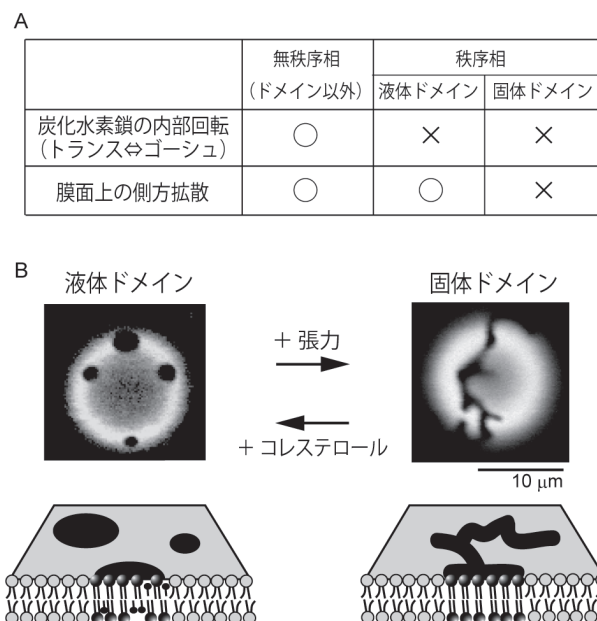 A
無秩序相
（ドメイン以外）
秩序相
液体ドメイン
固体ドメイン
炭化水素鎖の内部回転
（トランス⇔ゴーシュ）
○
×
×
膜面上の側方拡散
○
○
×
B
液体ドメイン
固体ドメイン
+ 張力
+ コレステロール
10 μm